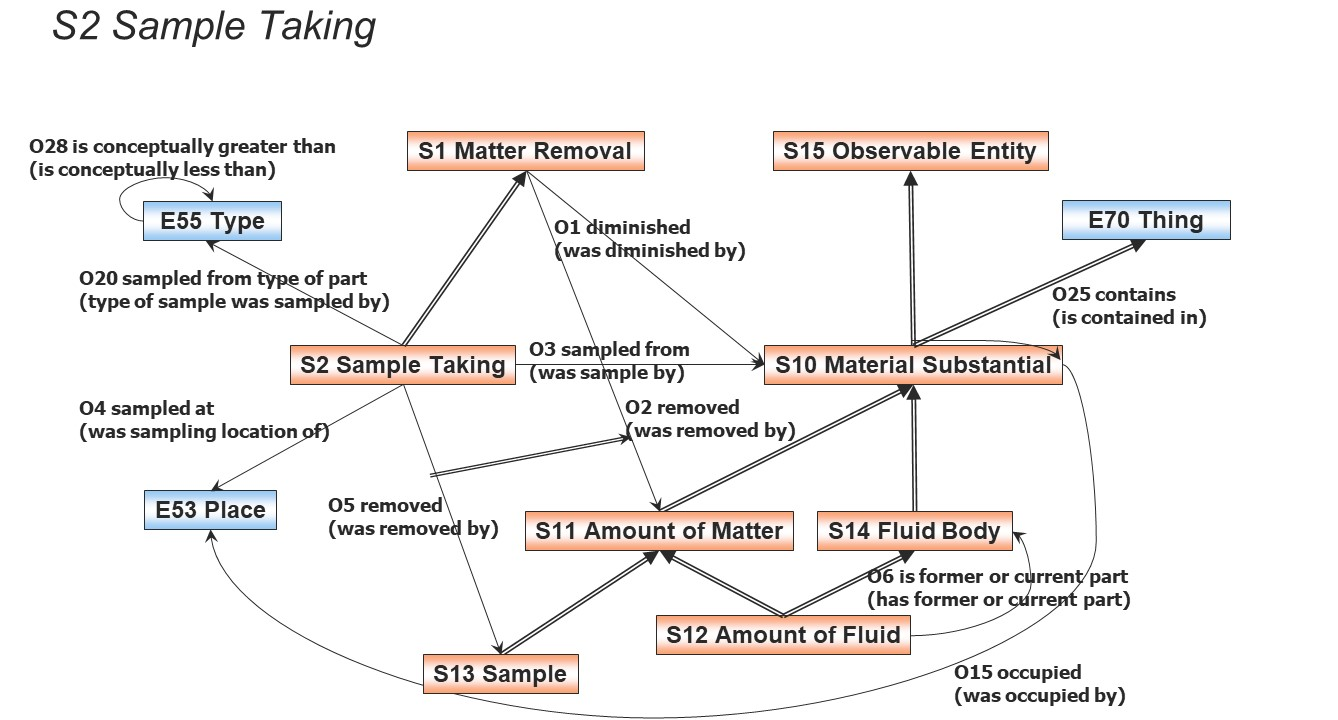 S2 Sample Taking
O28 is conceptually greater than
(is conceptually less than)
S1 Matter Removal
S15 Observable Entity
E55 Type
E70 Thing
O1 diminished
(was diminished by)
O20 sampled from type of part
(type of sample was sampled by)
O25 contains
(is contained in)
S2 Sample Taking
O3 sampled from
(was sample by)
S10 Material Substantial
O4 sampled at
(was sampling location of)
O2 removed
(was removed by)
E53 Place
O5 removed
(was removed by)
S11 Amount of Matter
S14 Fluid Body
O6 is former or current part
(has former or current part)
S12 Amount of Fluid
S13 Sample
O15 occupied
(was occupied by)